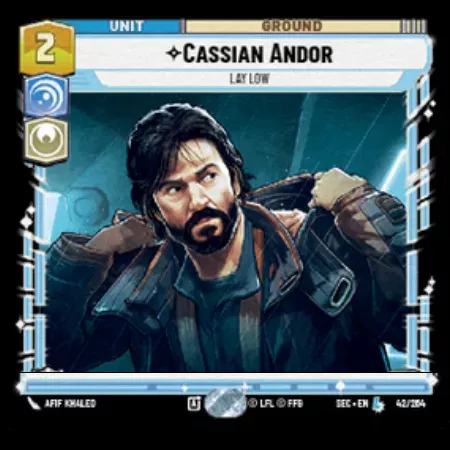 UNIT
GROUND
2
CASSIAN ANDOR
LAY LOW
AFIF KHALED
© LFL © FFG
SEC • EN L
42/264